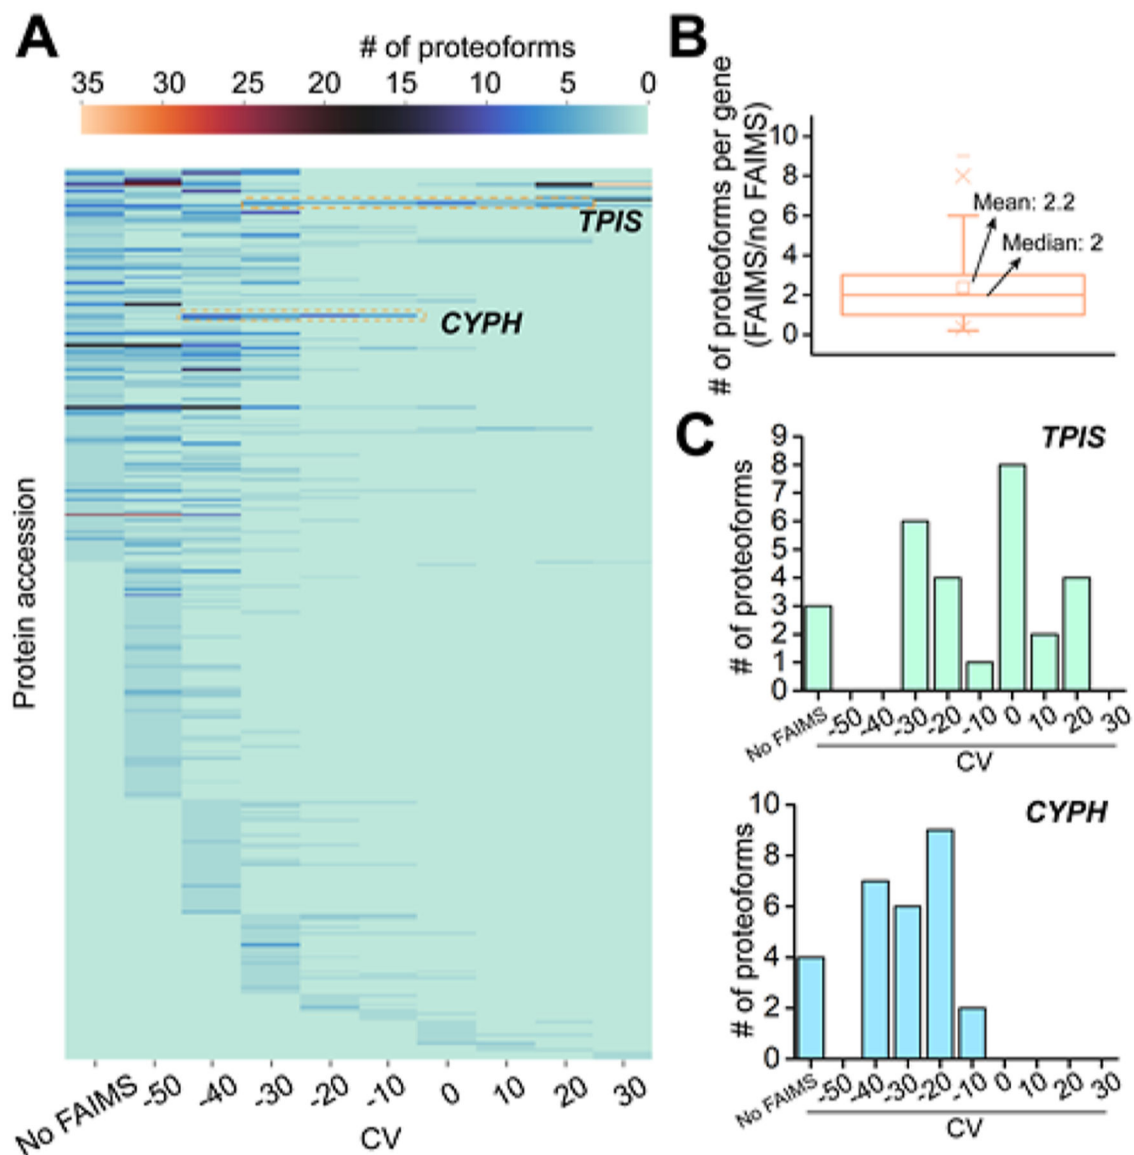 A
# of proteoforms
35 30 25 20 15 10 5 0
TPIS
CYPH
Protein accession
No FAIMS -50 -40 -30 -20 -10 0 10 20 30
CV
B
# of proteoforms per gene
(FAIMS/no FAIMS)
10
8
6
4
2
0
Mean: 2.2
Median: 2
C
TPIS
# of proteoforms
9
8
7
6
5
4
3
2
1
0
No FAIMS -50 -40 -30 -20 -10 0 10 20 30
CV
CYPH
# of proteoforms
10
8
6
4
2
0
No FAIMS -50 -40 -30 -20 -10 0 10 20 30
CV